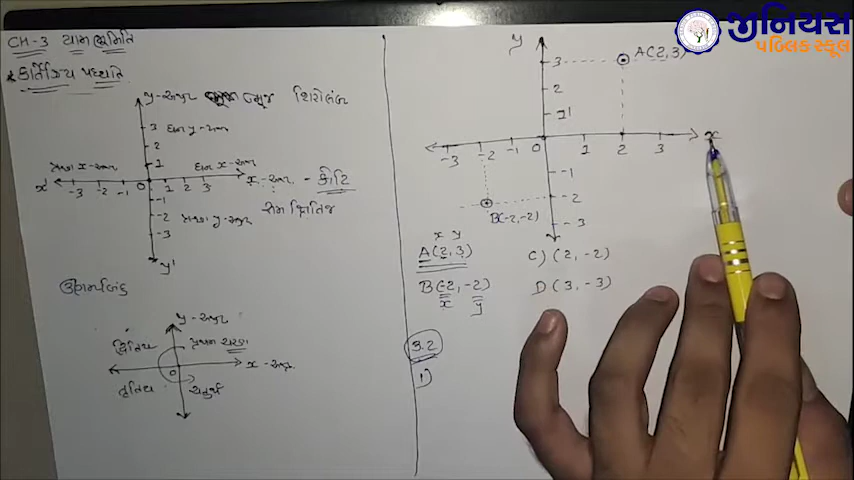 જીનિયસ
પબ્લિક સ્કૂલ
CH-3 યામ ભૂમિતિ
* કાર્તેઝિય પધ્ધતિ
y-અક્ષ શિરોલંબ
3 ધન y-અક્ષ
2
1
ઋણ x-અક્ષ ધન x-અક્ષ
x' -3 -2 -1 0 1 2 3 x-અક્ષ - કોટિ
-1
-2 ઋણ y-અક્ષ
-3
y'
ઉગમબિંદુ
y-અક્ષ
દ્વિતિય પ્રથમ ચરણ
0 x-અક્ષ
તૃતિય ચતુર્થ
y
3 A(2,3)
2
1
-3 -2 -1 0 1 2 3 x
-1
-2
B(-2,-2)
-3
x y
A(2,3) C) (2, -2)
B(-2,-2) D (3, -3)
x y
3.2
1)